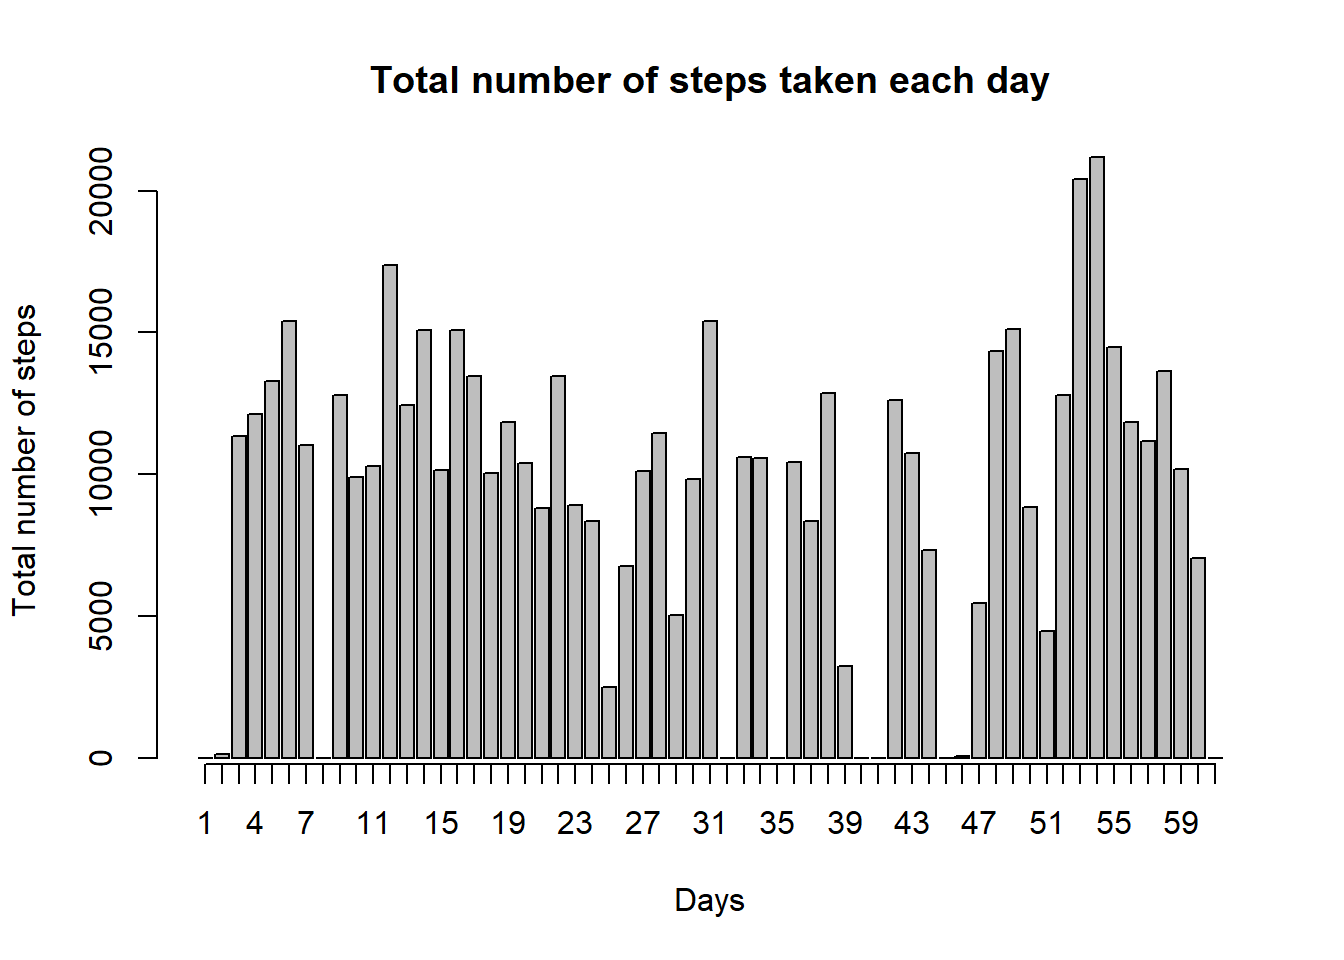 Total number of steps taken each day
Total number of steps
20000
15000
10000
5000
0
1 4 7 11 15 19 23 27 31 35 39 43 47 51 55 59
Days